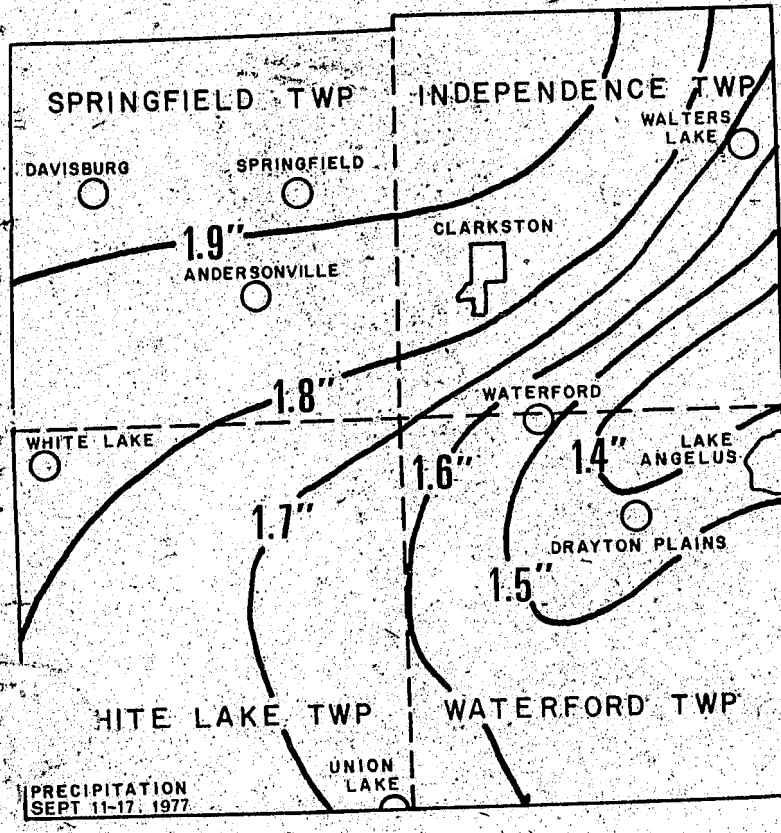 SPRINGFIELD TWP
INDEPENDENCE TWP
WALTERS
LAKE
DAVISBURG
SPRINGFIELD
1.9"
CLARKSTON
ANDERSONVILLE
1.8"
WATERFORD
WHITE LAKE
1.6"
1.4"
LAKE
ANGELUS
1.7"
DRAYTON PLAINS
1.5"
HITE LAKE TWP
WATERFORD TWP
UNION
LAKE
PRECIPITATION
SEPT 11-17, 1977